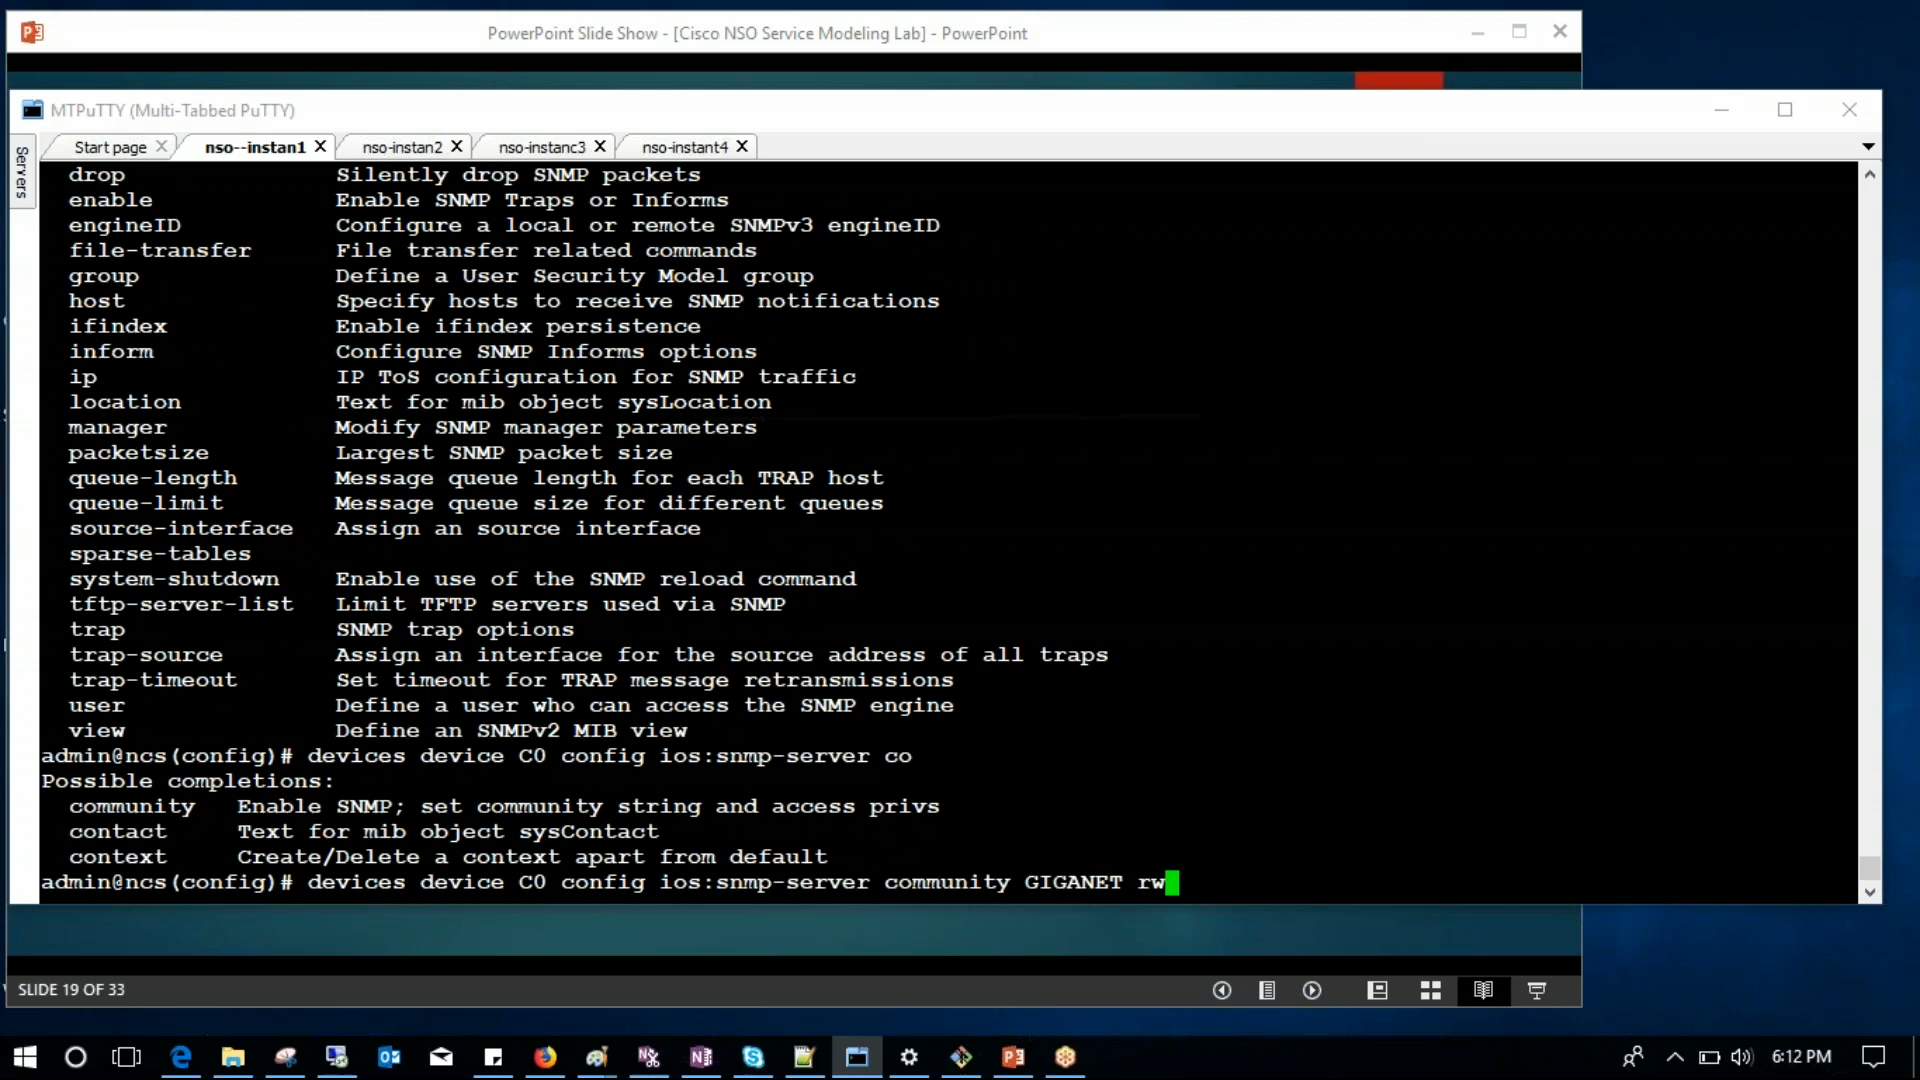 PowerPoint Slide Show - [Cisco NSO Service Modeling Lab] - PowerPoint
MTPuTTY (Multi-Tabbed PuTTY)
Servers
Start page
nso--instan1
nso-instan2
nso-instanc3
nso-instant4
drop Silently drop SNMP packets
enable Enable SNMP Traps or Informs
engineID Configure a local or remote SNMPv3 engineID
file-transfer File transfer related commands
group Define a User Security Model group
host Specify hosts to receive SNMP notifications
ifindex Enable ifindex persistence
inform Configure SNMP Informs options
ip IP ToS configuration for SNMP traffic
location Text for mib object sysLocation
manager Modify SNMP manager parameters
packetsize Largest SNMP packet size
queue-length Message queue length for each TRAP host
queue-limit Message queue size for different queues
source-interface Assign an source interface
sparse-tables
system-shutdown Enable use of the SNMP reload command
tftp-server-list Limit TFTP servers used via SNMP
trap SNMP trap options
trap-source Assign an interface for the source address of all traps
trap-timeout Set timeout for TRAP message retransmissions
user Define a user who can access the SNMP engine
view Define an SNMPv2 MIB view
admin@ncs(config)# devices device C0 config ios:snmp-server co
Possible completions:
community Enable SNMP; set community string and access privs
contact Text for mib object sysContact
context Create/Delete a context apart from default
admin@ncs(config)# devices device C0 config ios:snmp-server community GIGANET rw
SLIDE 19 OF 33
6:12 PM